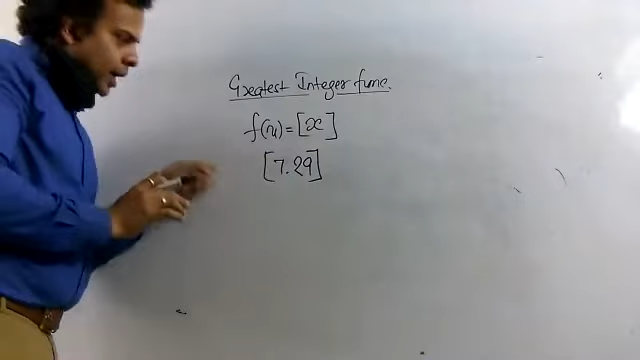 Greatest Integer func.
f(x) = [x]
[7.29]